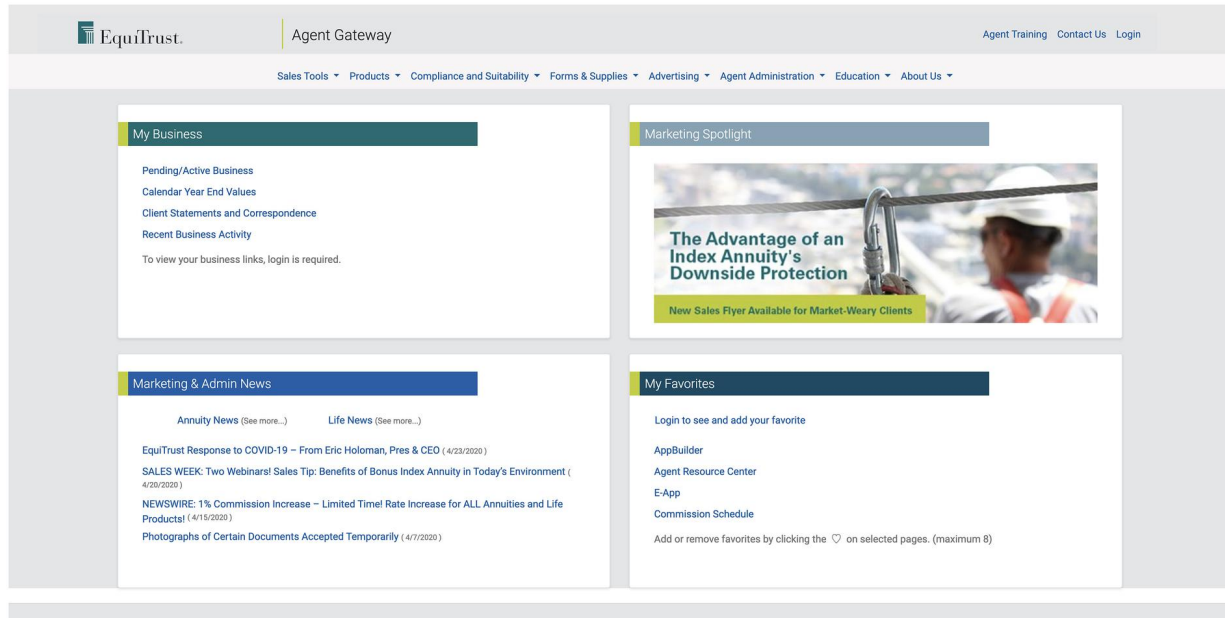 EquiTrust.
Agent Gateway
Agent Training Contact Us Login
Sales Tools Products Compliance and Suitability Forms & Supplies Advertising Agent Administration Education About Us
My Business
Pending/Active Business
Calendar Year End Values
Client Statements and Correspondence
Recent Business Activity
To view your business links, login is required.
Marketing Spotlight
The Advantage of an
Index Annuity's
Downside Protection
New Sales Flyer Available for Market-Weary Clients
Marketing & Admin News
Annuity News (See more...) Life News (See more...)
EquiTrust Response to COVID-19 – From Eric Holoman, Pres & CEO ( 4/23/2020 )
SALES WEEK: Two Webinars! Sales Tip: Benefits of Bonus Index Annuity in Today's Environment (
4/20/2020 )
NEWSWIRE: 1% Commission Increase – Limited Time! Rate Increase for ALL Annuities and Life
Products! ( 4/15/2020 )
Photographs of Certain Documents Accepted Temporarily ( 4/7/2020 )
My Favorites
Login to see and add your favorite
AppBuilder
Agent Resource Center
E-App
Commission Schedule
Add or remove favorites by clicking the ♡ on selected pages. (maximum 8)